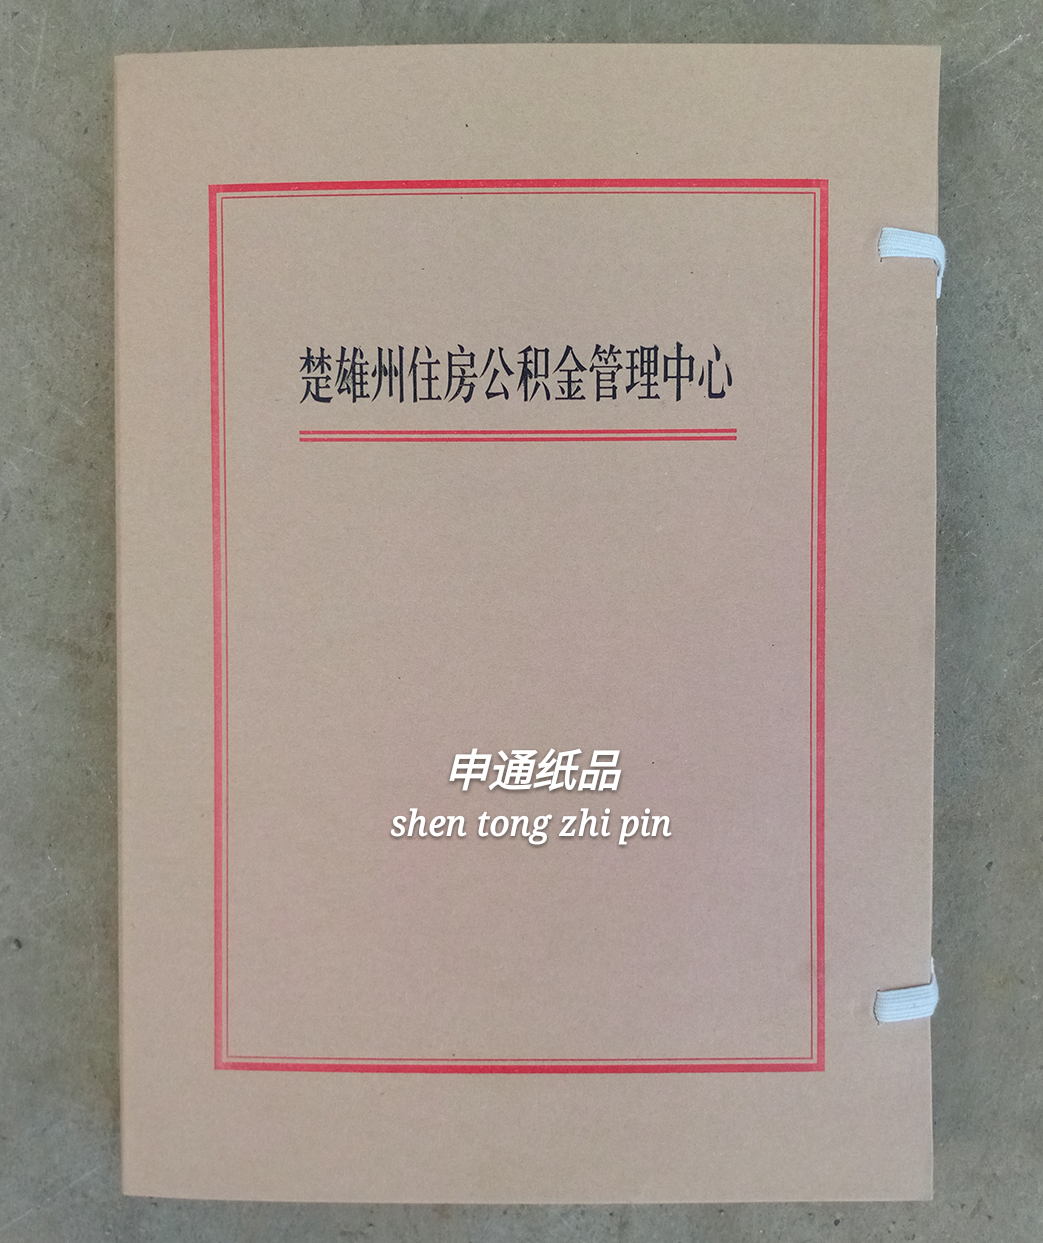 楚雄州住房公积金管理中心
申通纸品
shen tong zhi pin